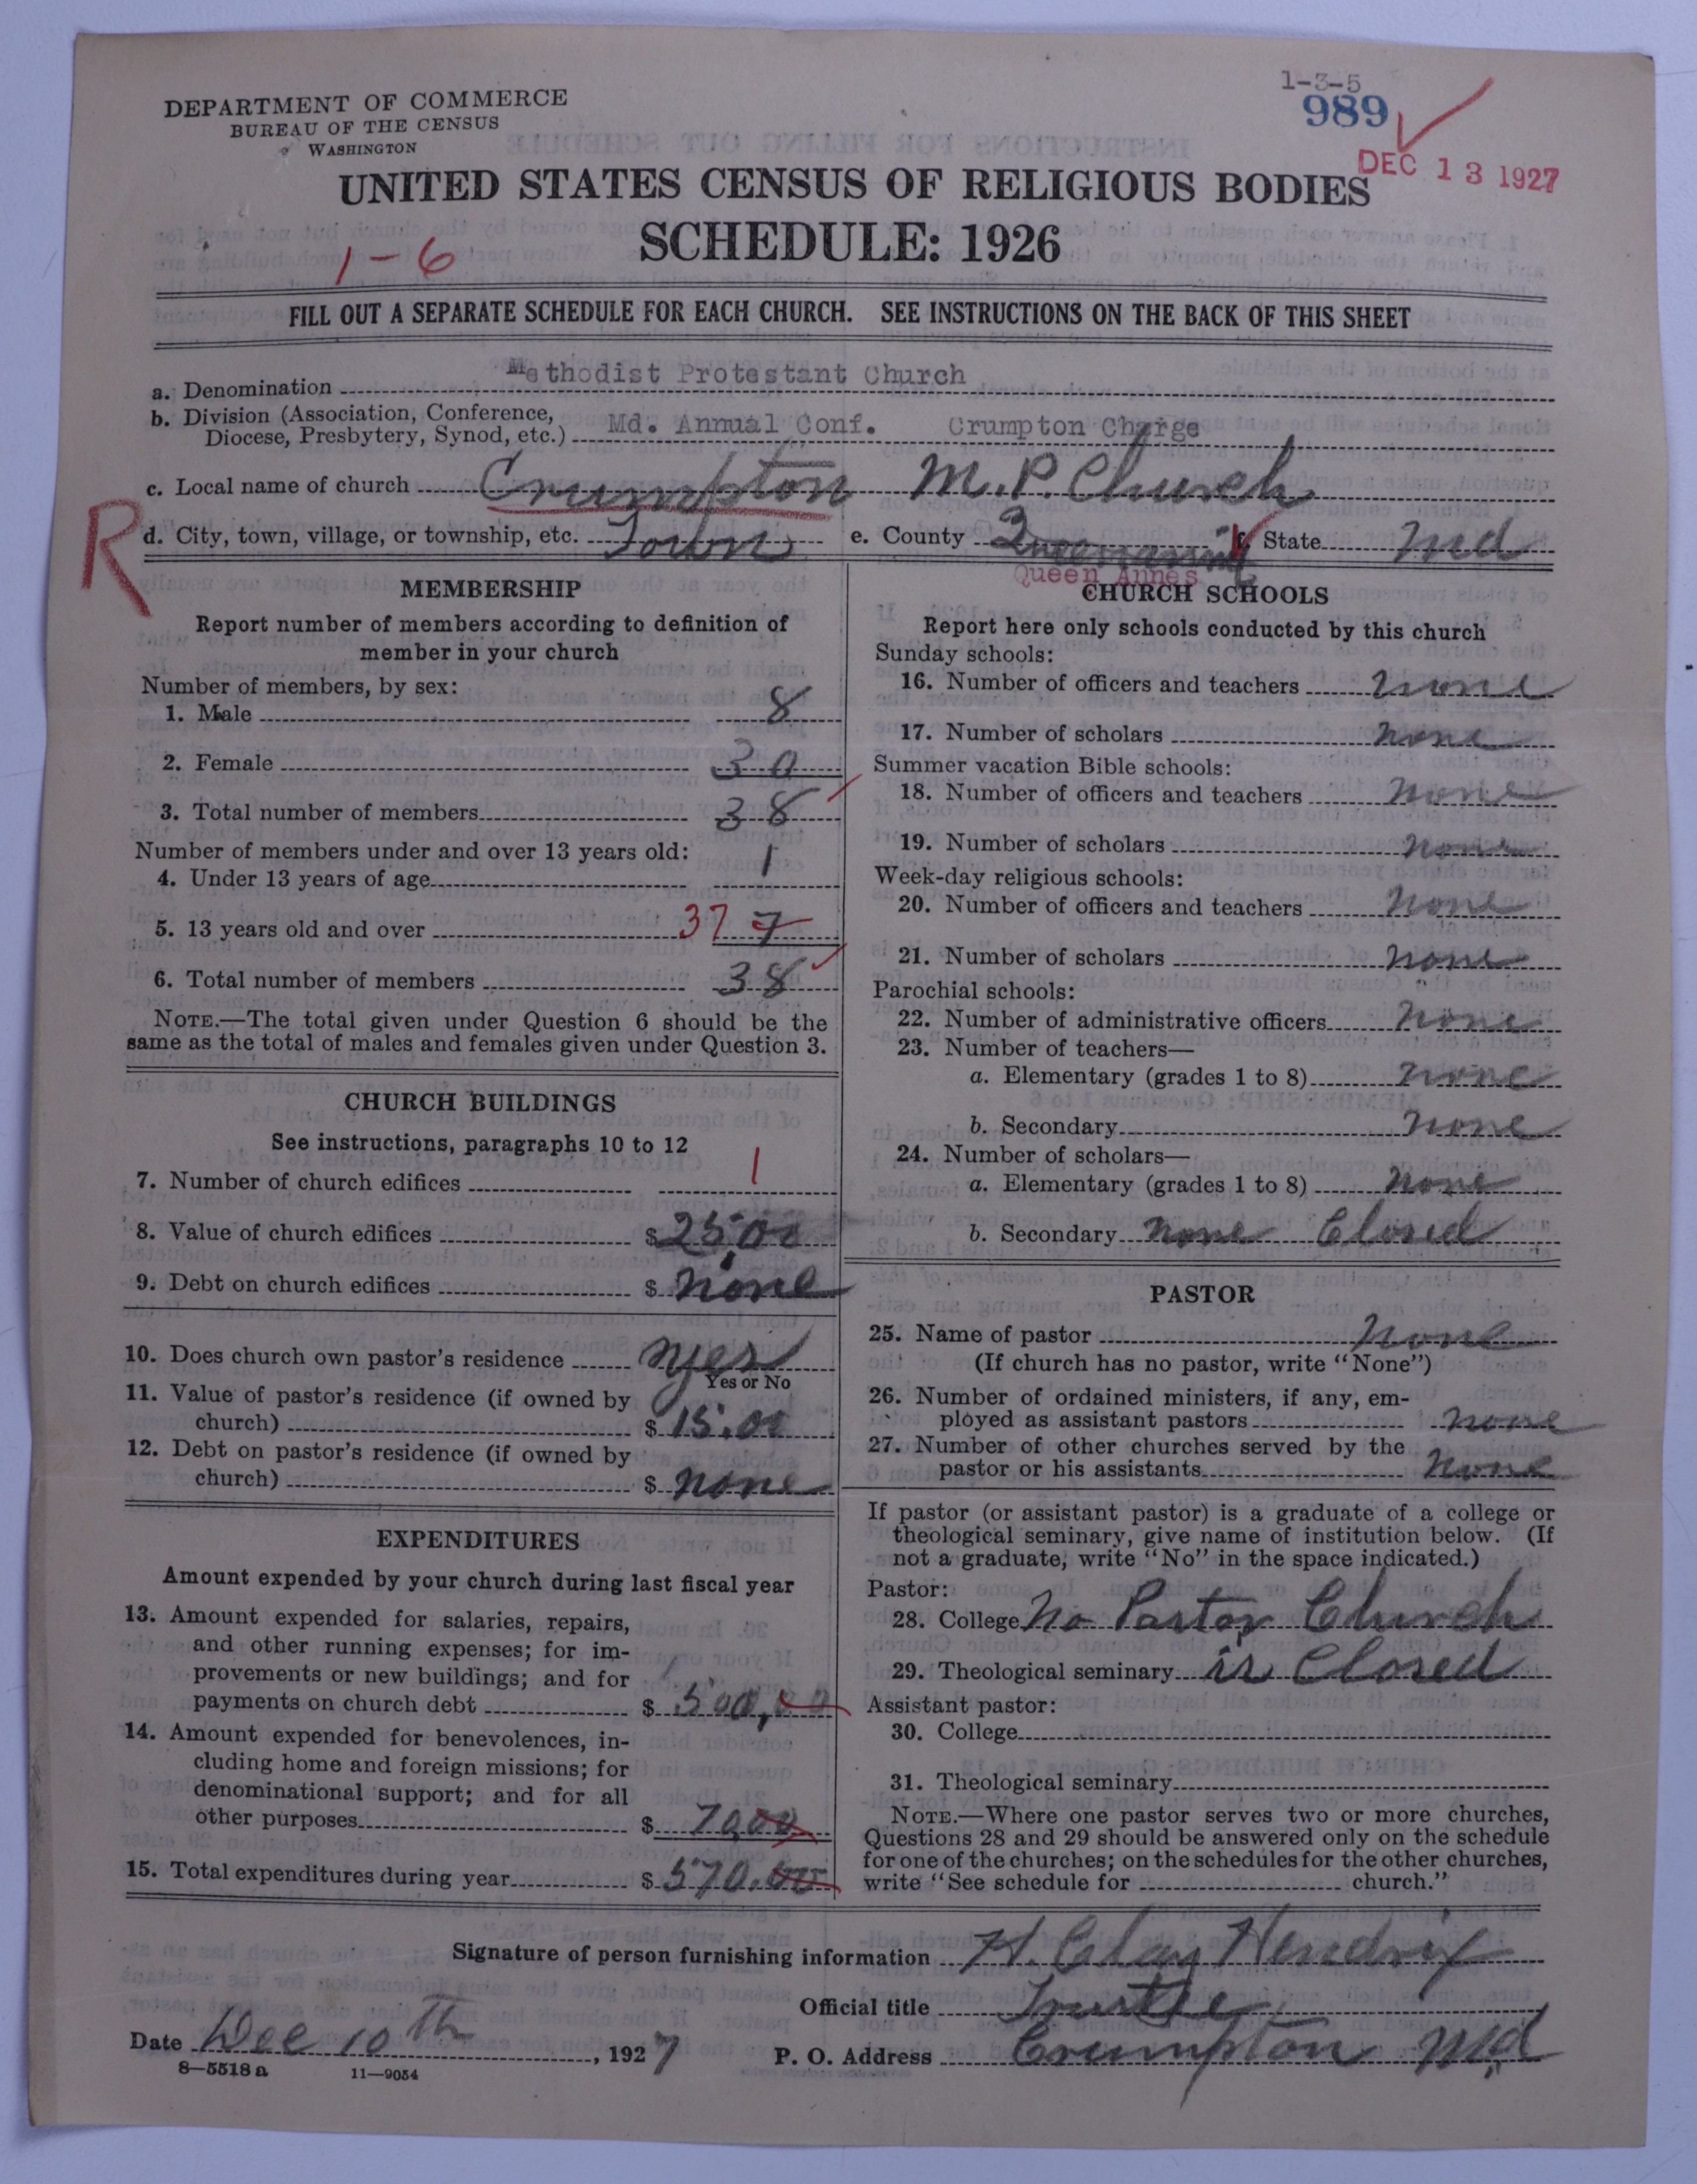 1-3-5
989
DEC 13 1927
DEPARTMENT OF COMMERCE
BUREAU OF THE CENSUS
WASHINGTON
UNITED STATES CENSUS OF RELIGIOUS BODIES
SCHEDULE: 1926
1-6
FILL OUT A SEPARATE SCHEDULE FOR EACH CHURCH. SEE INSTRUCTIONS ON THE BACK OF THIS SHEET
a. Denomination Methodist Protestant Church
b. Division (Association, Conference,
Diocese, Presbytery, Synod, etc.) Md. Annual Conf. Crumpton Charge
c. Local name of church Crumpton M.P. Church
R
d. City, town, village, or township, etc. Town e. County f. State Md
Queen Annes
MEMBERSHIP
Report number of members according to definition of
member in your church
Number of members, by sex:
1. Male 8
2. Female 30
3. Total number of members 38
Number of members under and over 13 years old:
4. Under 13 years of age 1
5. 13 years old and over 37 7
6. Total number of members 38
NOTE.—The total given under Question 6 should be the
same as the total of males and females given under Question 3.
CHURCH BUILDINGS
See instructions, paragraphs 10 to 12
7. Number of church edifices 1
8. Value of church edifices $ 25,00
9. Debt on church edifices $ none
10. Does church own pastor's residence yes
Yes or No
11. Value of pastor's residence (if owned by
church) $ 15,00
12. Debt on pastor's residence (if owned by
church) $ none
EXPENDITURES
Amount expended by your church during last fiscal year
13. Amount expended for salaries, repairs,
and other running expenses; for im-
provements or new buildings; and for
payments on church debt $ 500,00
14. Amount expended for benevolences, in-
cluding home and foreign missions; for
denominational support; and for all
other purposes $ 70,00
15. Total expenditures during year $ 570.00
CHURCH SCHOOLS
Report here only schools conducted by this church
Sunday schools:
16. Number of officers and teachers none
17. Number of scholars none
Summer vacation Bible schools:
18. Number of officers and teachers none
19. Number of scholars none
Week-day religious schools:
20. Number of officers and teachers none
21. Number of scholars none
Parochial schools:
22. Number of administrative officers none
23. Number of teachers—
a. Elementary (grades 1 to 8) none
b. Secondary none
24. Number of scholars—
a. Elementary (grades 1 to 8) none
b. Secondary none Closed
PASTOR
25. Name of pastor none
(If church has no pastor, write "None")
26. Number of ordained ministers, if any, em-
ployed as assistant pastors none
27. Number of other churches served by the
pastor or his assistants none
If pastor (or assistant pastor) is a graduate of a college or
theological seminary, give name of institution below. (If
not a graduate, write "No" in the space indicated.)
Pastor:
28. College No Pastor Church
29. Theological seminary is Closed
Assistant pastor:
30. College
31. Theological seminary
NOTE.—Where one pastor serves two or more churches,
Questions 28 and 29 should be answered only on the schedule
for one of the churches; on the schedules for the other churches,
write "See schedule for church."
Signature of person furnishing information H. Clay Hendrix
Official title Trustee
Date Dec 10th, 1927 P. O. Address Crumpton Md
8—5518 a 11—9054